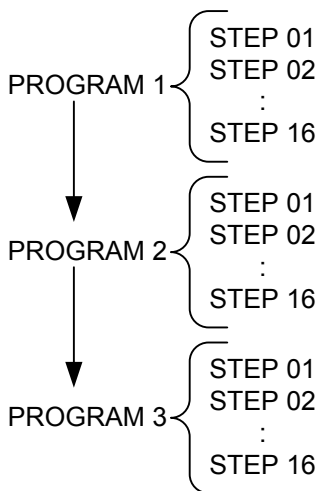 STEP 01
STEP 02
PROGRAM 1
:
STEP 16
STEP 01
STEP 02
PROGRAM 2
:
STEP 16
STEP 01
STEP 02
PROGRAM 3
:
STEP 16